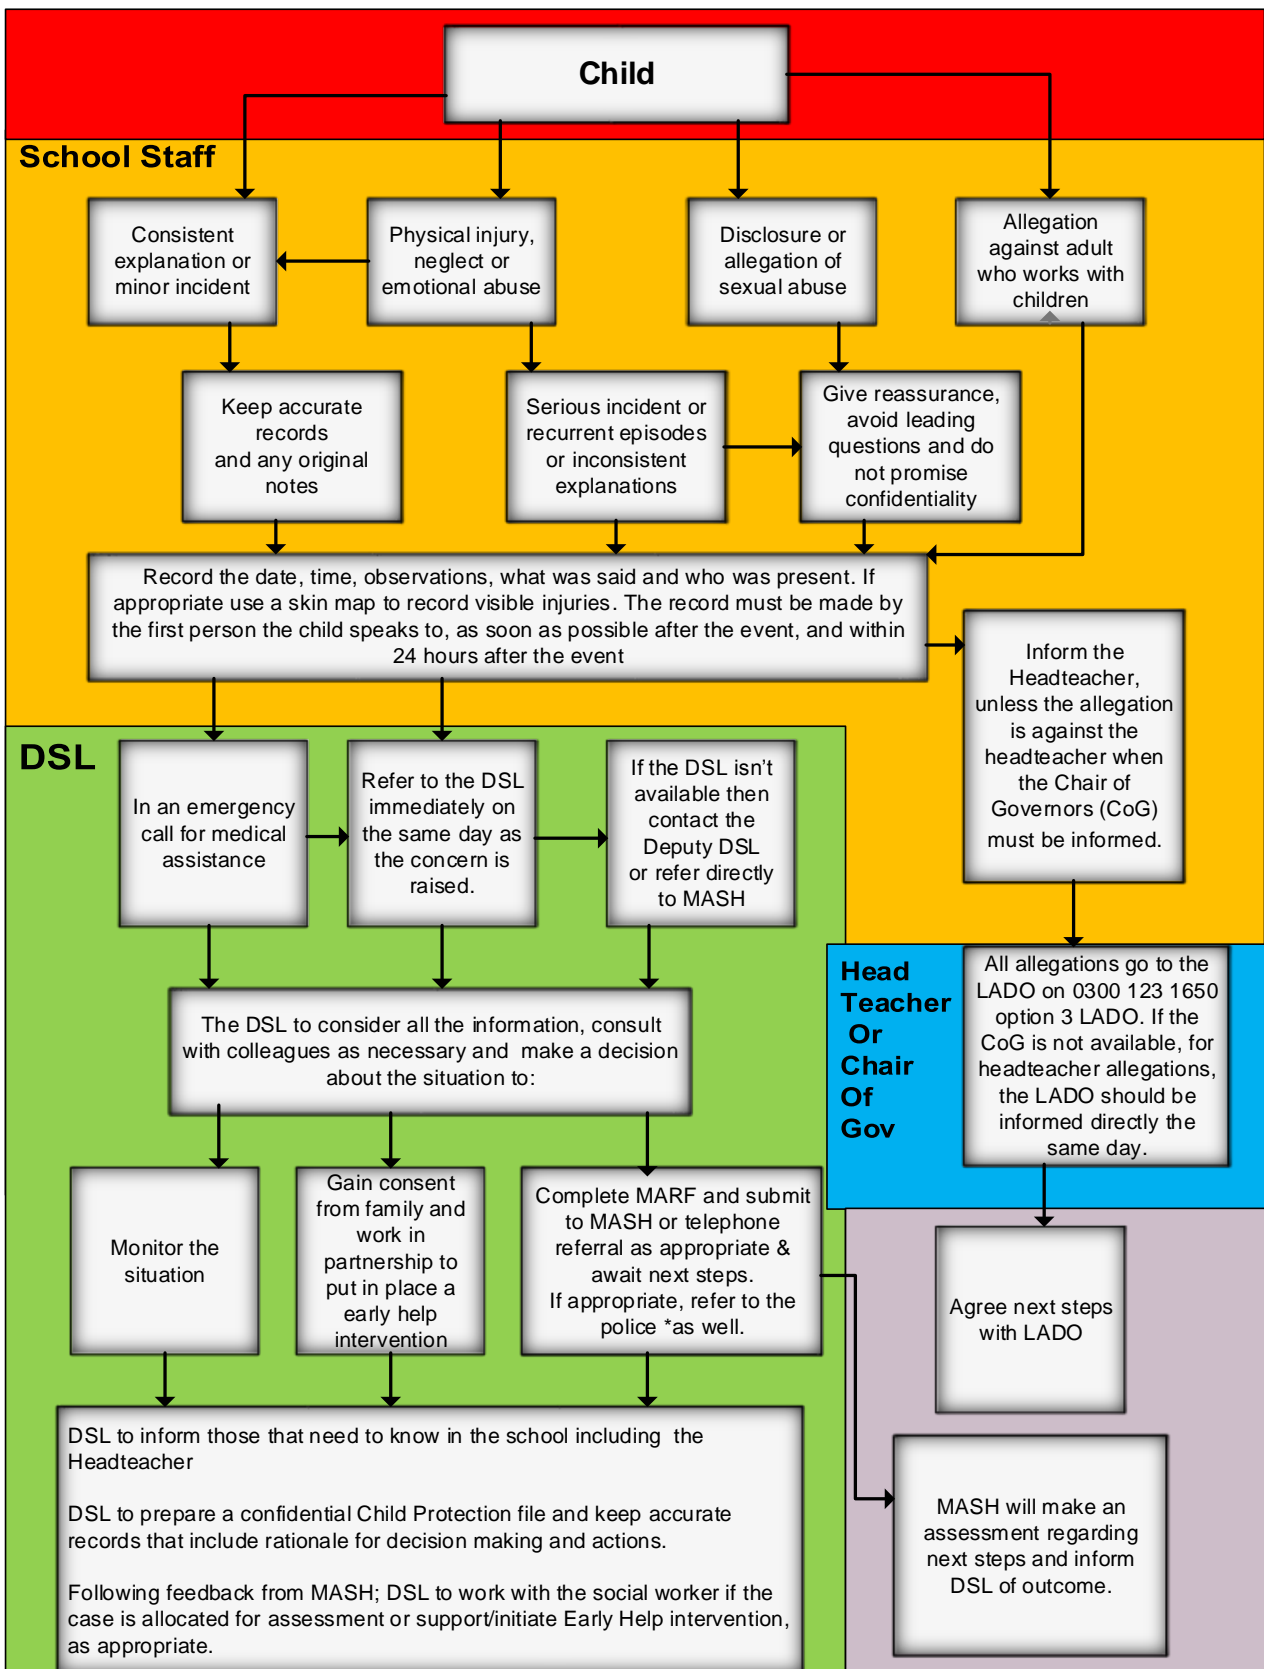 Child
School Staff
Consistent
explanation or
minor incident
Physical injury,
neglect or
emotional abuse
Disclosure or
allegation of
sexual abuse
Allegation
against adult
who works with
children
Keep accurate
records
and any original
notes
Serious incident or
recurrent episodes
or inconsistent
explanations
Give reassurance,
avoid leading
questions and do
not promise
confidentiality
Record the date, time, observations, what was said and who was present. If
appropriate use a skin map to record visible injuries. The record must be made by
the first person the child speaks to, as soon as possible after the event, and within
24 hours after the event
Inform the
Headteacher,
unless the allegation
is against the
headteacher when
the Chair of
Governors (CoG)
must be informed.
DSL
In an emergency
call for medical
assistance
Refer to the DSL
immediately on
the same day as
the concern is
raised.
If the DSL isn't
available then
contact the
Deputy DSL
or refer directly
to MASH
Head
Teacher
Or
Chair
Of
Gov
All allegations go to the
LADO on 0300 123 1650
option 3 LADO. If the
CoG is not available, for
headteacher allegations,
the LADO should be
informed directly the
same day.
The DSL to consider all the information, consult
with colleagues as necessary and make a decision
about the situation to:
Monitor the
situation
Gain consent
from family and
work in
partnership to
put in place a
early help
intervention
Complete MARF and submit
to MASH or telephone
referral as appropriate &
await next steps.
If appropriate, refer to the
police *as well.
Agree next steps
with LADO
DSL to inform those that need to know in the school including the
Headteacher
DSL to prepare a confidential Child Protection file and keep accurate
records that include rationale for decision making and actions.
Following feedback from MASH; DSL to work with the social worker if the
case is allocated for assessment or support/initiate Early Help intervention,
as appropriate.
MASH will make an
assessment regarding
next steps and inform
DSL of outcome.